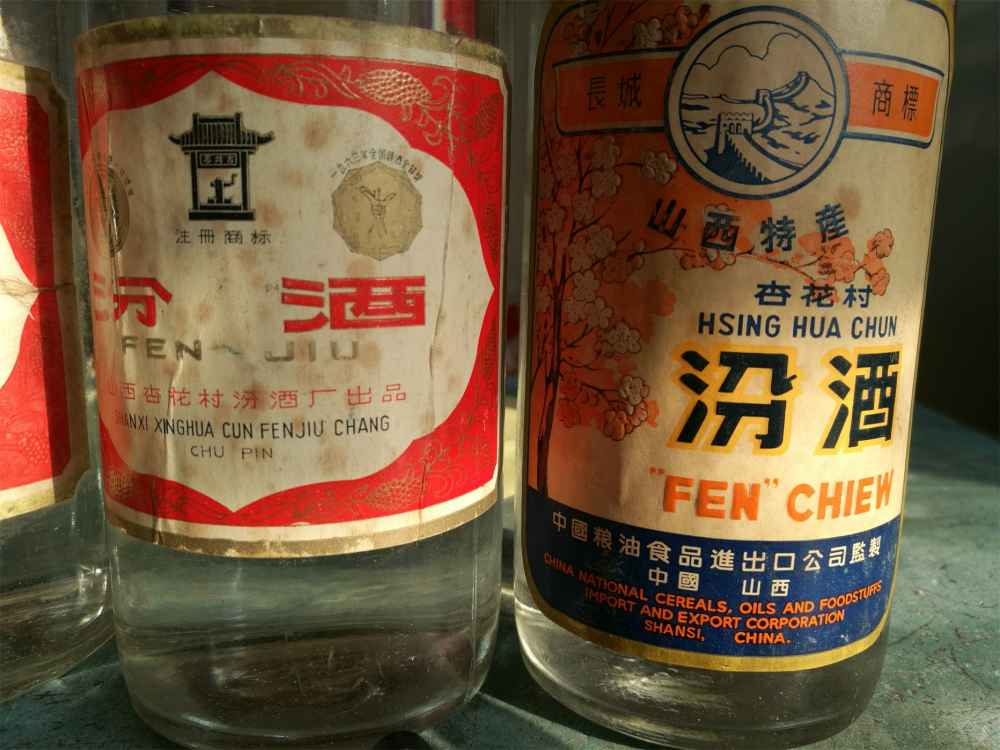 注册商标
汾酒
FEN JIU
山西杏花村汾酒厂出品
SHANXI XINGHUA CUN FENJIU CHANG
CHU PIN
長城 商標
山西特產
杏花村
HSING HUA CHUN
汾酒
"FEN" CHIEW
中國粮油食品進出口公司監製
中國 山西
CHINA NATIONAL CEREALS, OILS AND FOODSTUFFS
IMPORT AND EXPORT CORPORATION
SHANSI, CHINA.